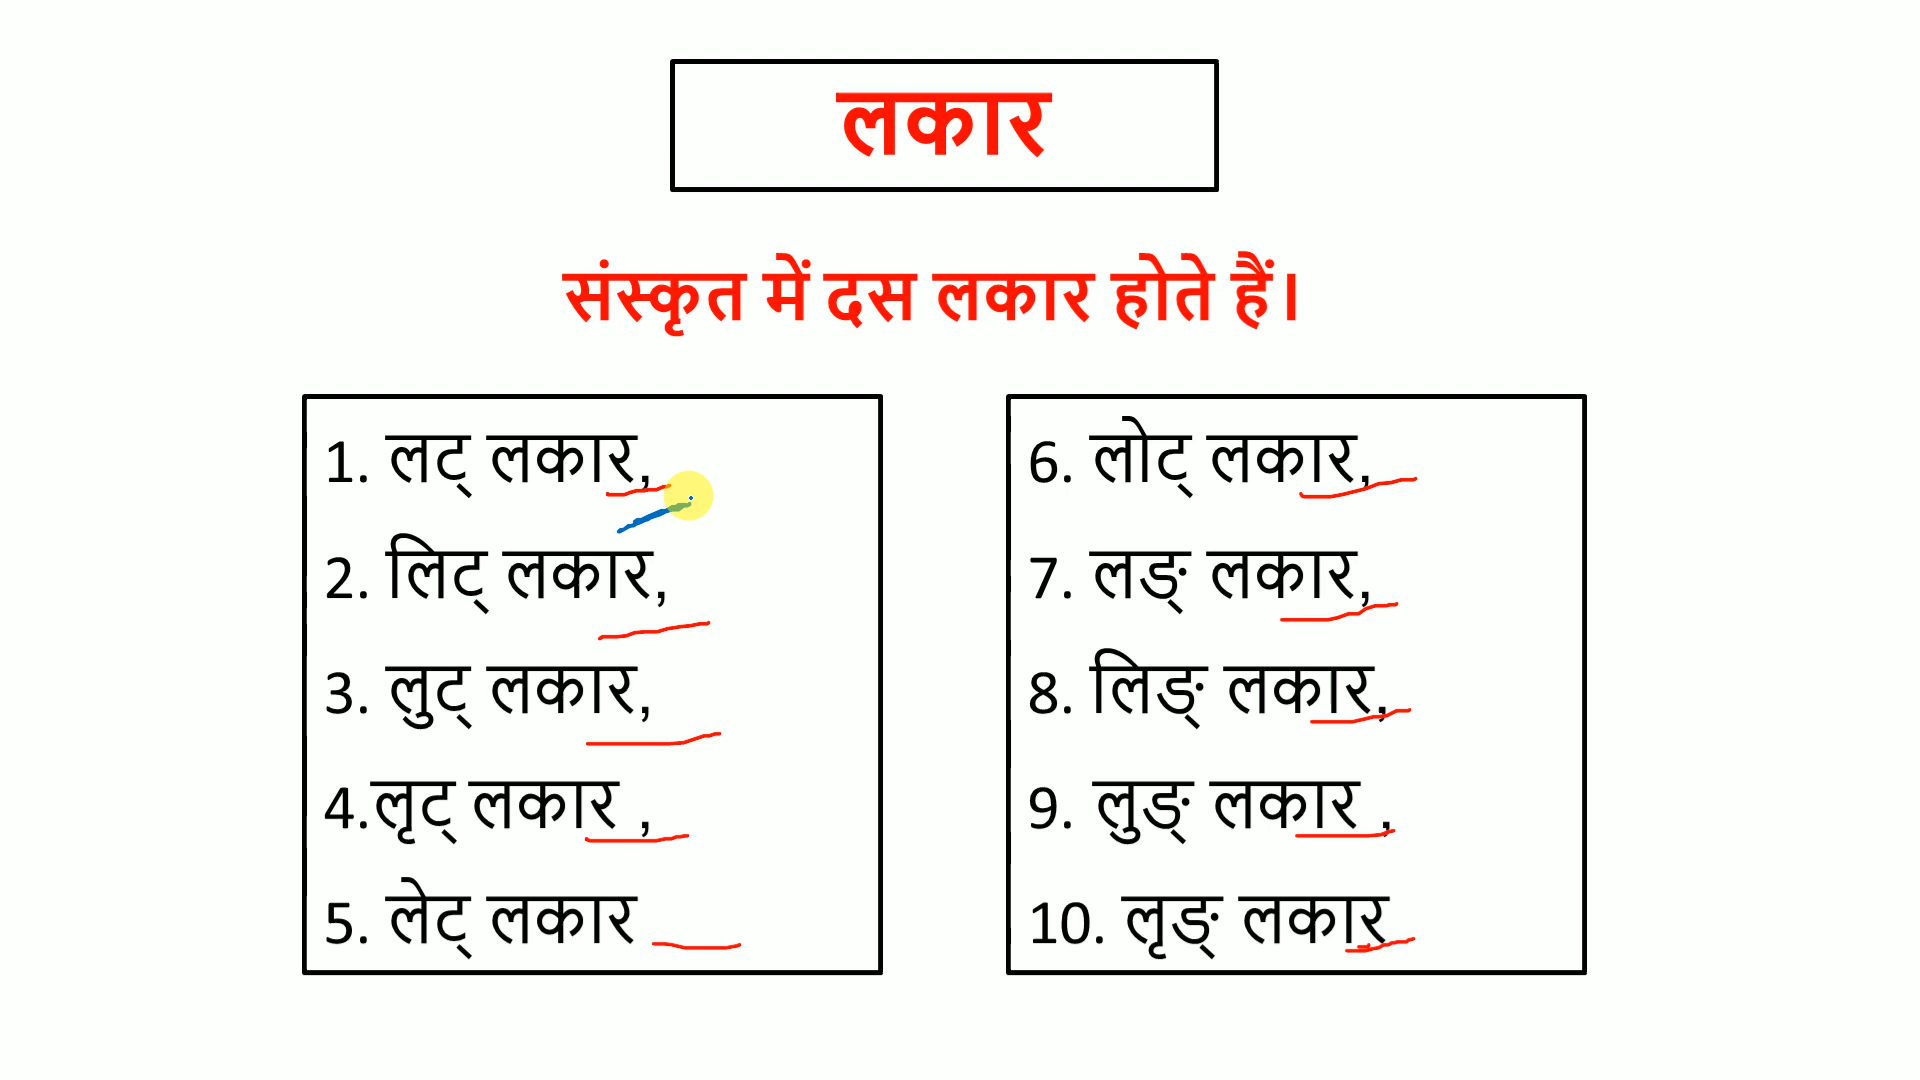 लकार
संस्कृत में दस लकार होते हैं।
1. लट् लकार,
2. लिट् लकार,
3. लुट् लकार,
4.लृट् लकार ,
5. लेट् लकार
6. लोट् लकार,
7. लङ् लकार,
8. लिङ् लकार,
9. लुङ् लकार ,
10. लृङ् लकार